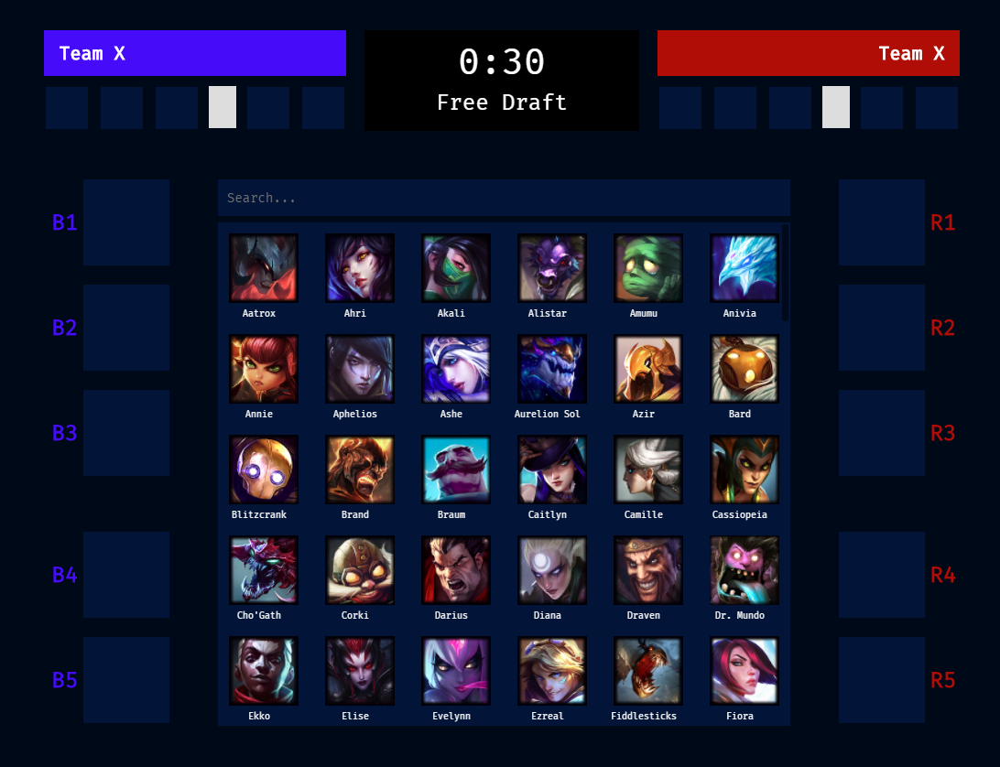 Team X
0:30
Free Draft
Team X
Search...
B1
B2
B3
B4
B5
Aatrox Ahri Akali Alistar Amumu Anivia
Annie Aphelios Ashe Aurelion Sol Azir Bard
Blitzcrank Brand Braum Caitlyn Camille Cassiopeia
Cho'Gath Corki Darius Diana Draven Dr. Mundo
Ekko Elise Evelynn Ezreal Fiddlesticks Fiora
R1
R2
R3
R4
R5